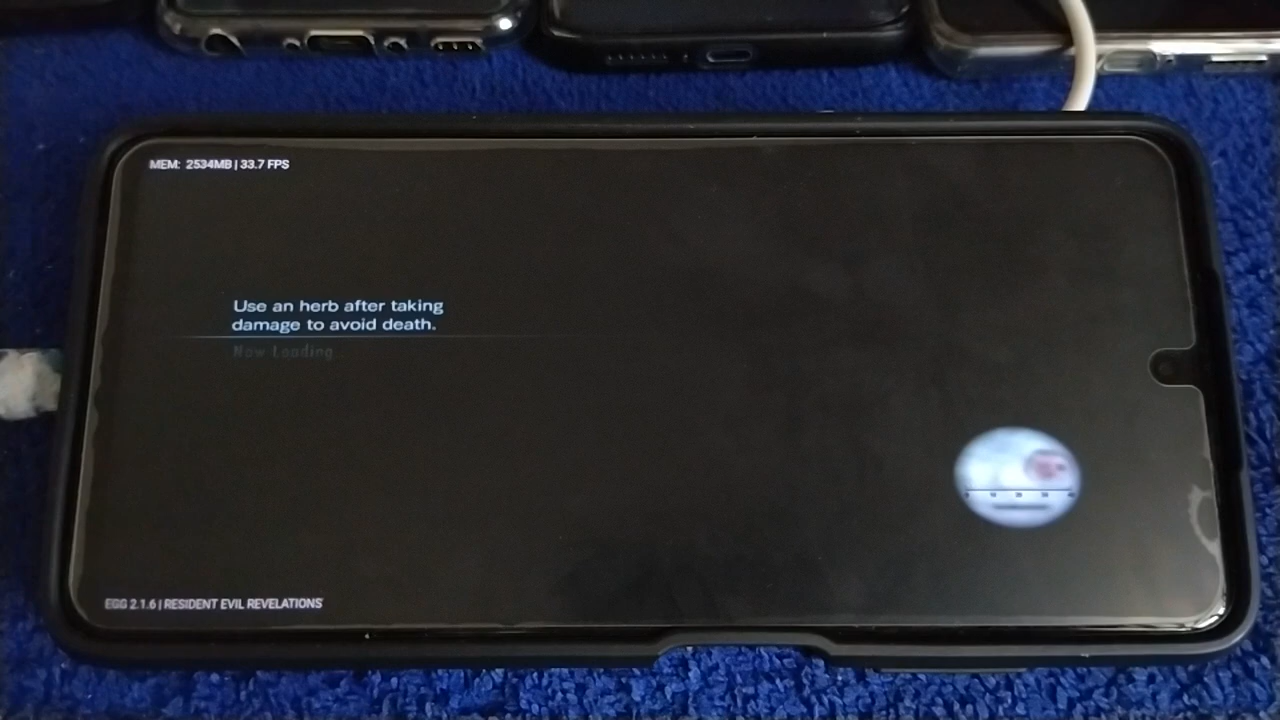 MEM: 2534MB | 33.7 FPS
Use an herb after taking
damage to avoid death.
Now Loading
EGG 2.1.6 | RESIDENT EVIL REVELATIONS